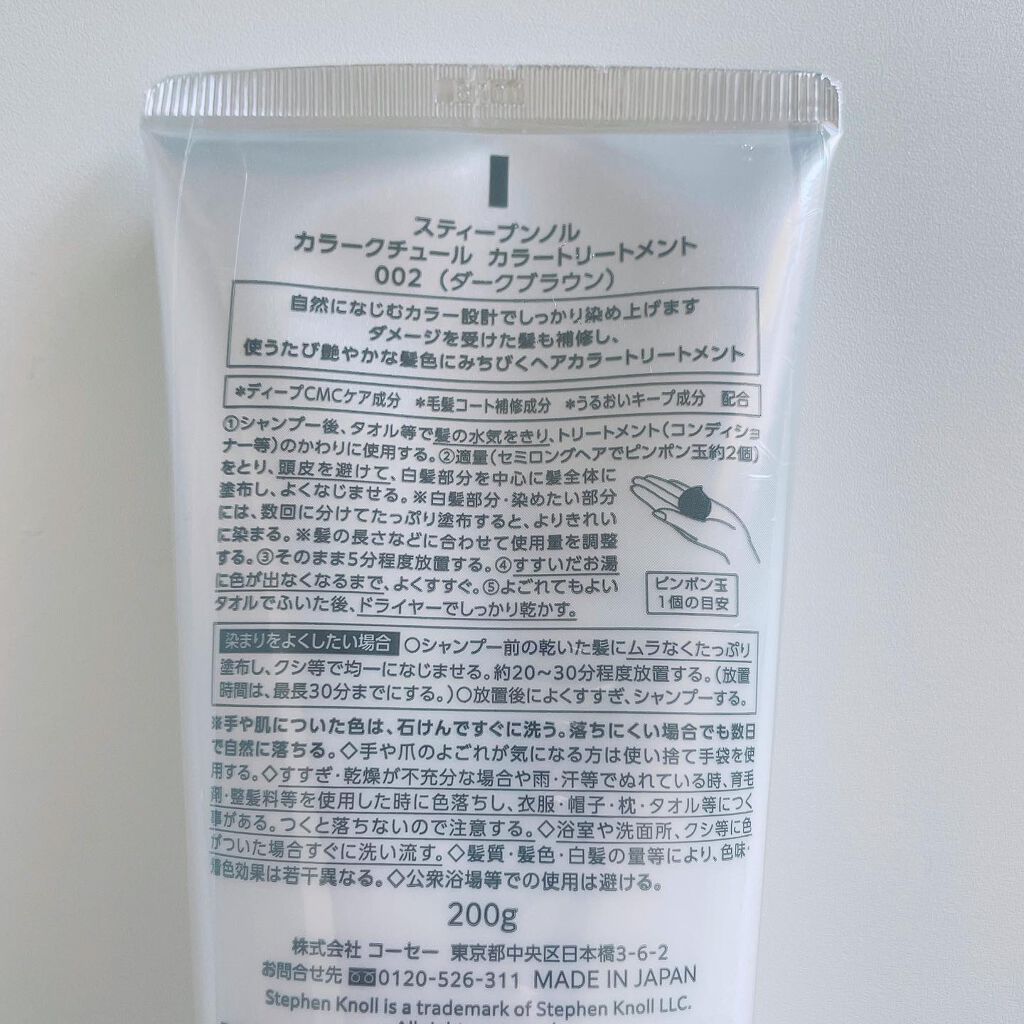 スティーブンノル
カラークチュール カラートリートメント
002 (ダークブラウン)
自然になじむカラー設計でしっかり染め上げます
ダメージを受けた髪も補修し、
使うたび艶やかな髪色にみちびくヘアカラートリートメント
*ディープCMCケア成分 *毛髪コート補修成分 *うるおいキープ成分 配合
①シャンプー後、タオル等で髪の水気をきり、トリートメント(コンディショ
ナー等)のかわりに使用する。②適量(セミロングヘアでピンポン玉約2個)
をとり、頭皮を避けて、白髪部分を中心に髪全体に
塗布し、よくなじませる。※白髪部分・染めたい部分
には、数回に分けてたっぷり塗布すると、よりきれい
に染まる。※髪の長さなどに合わせて使用量を調整
する。③そのまま5分程度放置する。④すすいだお湯
に色が出なくなるまで、よくすすぐ。⑤よごれてもよい
タオルでふいた後、ドライヤーでしっかり乾かす。
ピンポン玉
1個の目安
染まりをよくしたい場合 ○シャンプー前の乾いた髪にムラなくたっぷり
塗布し、クシ等で均一になじませる。約20~30分程度放置する。(放置
時間は、最長30分までにする。)○放置後によくすすぎ、シャンプーする。
※手や肌についた色は、石けんですぐに洗う。落ちにくい場合でも数日
で自然に落ちる。◇手や爪のよごれが気になる方は使い捨て手袋を使
用する。◇すすぎ・乾燥が不充分な場合や雨・汗等でぬれている時、育毛
剤・整髪料等を使用した時に色落ちし、衣服・帽子・枕・タオル等につく
事がある。つくと落ちないので注意する。◇浴室や洗面所、クシ等に色
がついた場合すぐに洗い流す。◇髪質・髪色・白髪の量等により、色味・
着色効果は若干異なる。◇公衆浴場等での使用は避ける。
200g
株式会社 コーセー 東京都中央区日本橋3-6-2
お問合せ先 0120-526-311 MADE IN JAPAN
Stephen Knoll is a trademark of Stephen Knoll LLC.